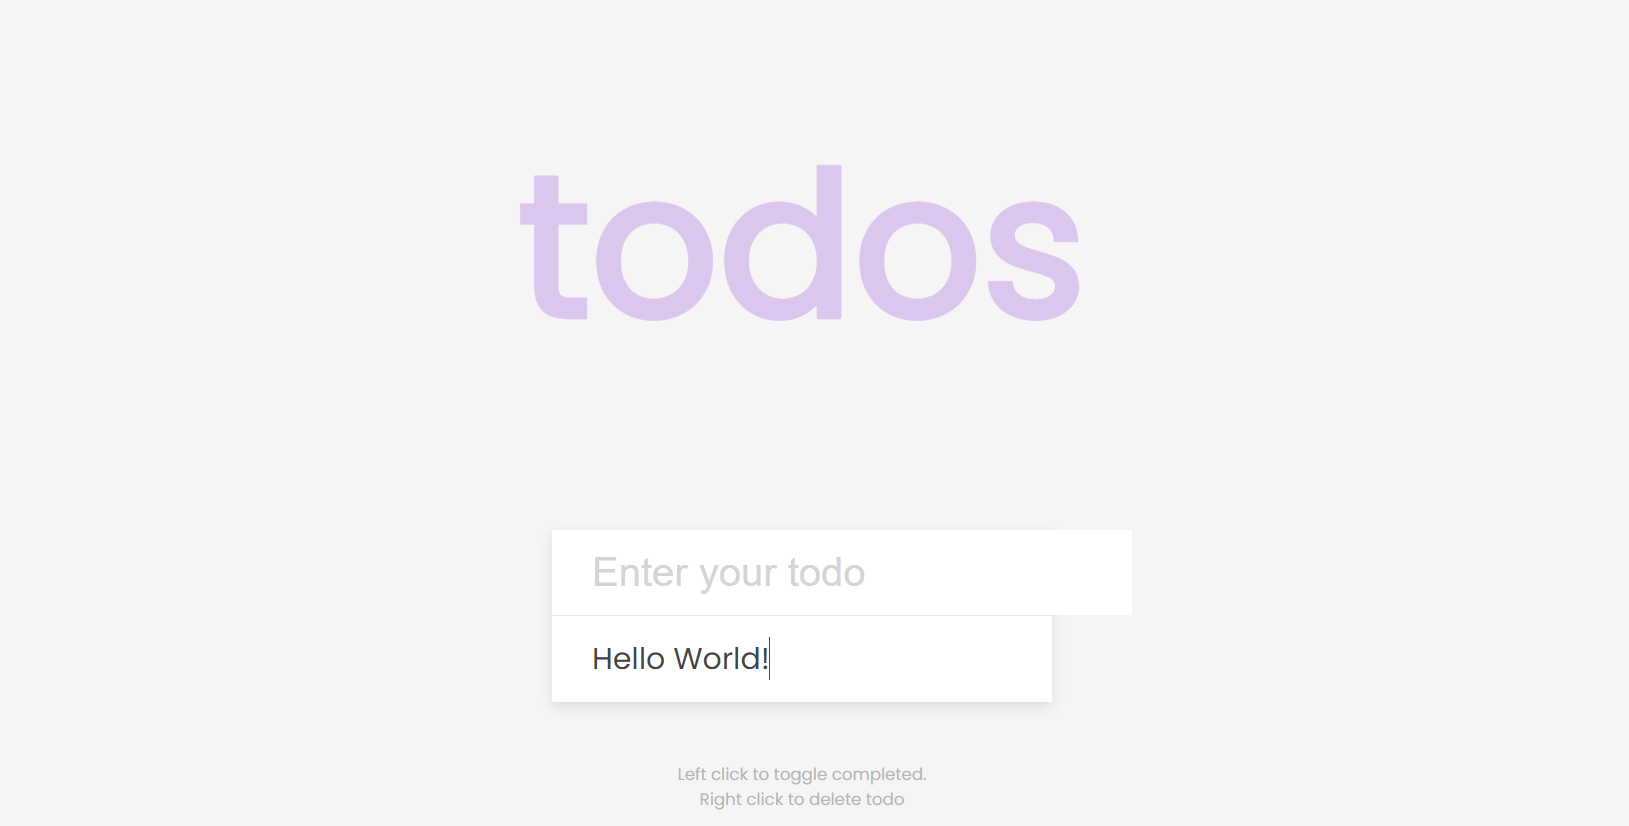 todos
Enter your todo
Hello World!
Left click to toggle completed.
Right click to delete todo